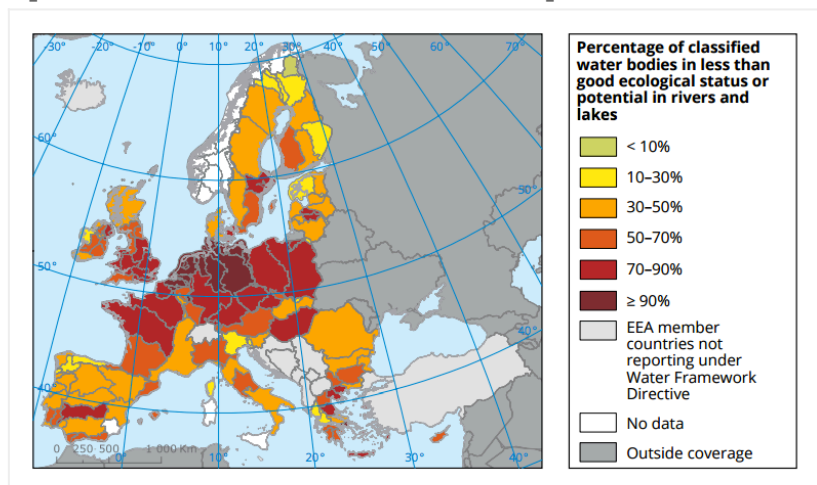 -30° -20° -10° 0° 10° 20° 30° 40° 50° 60° 70°
60°
50°
50°
40°
40°
0 250 500 1 000 Km
0° 10° 20° 30° 40°
Percentage of classified
water bodies in less than
good ecological status or
potential in rivers and
lakes
< 10%
10–30%
30–50%
50–70%
70–90%
≥ 90%
EEA member
countries not
reporting under
Water Framework
Directive
No data
Outside coverage